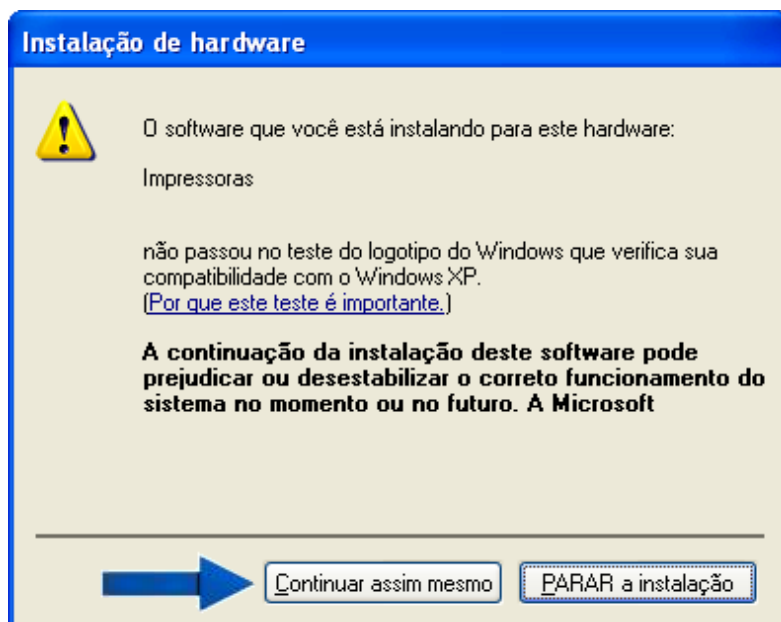 Instalação de hardware
O software que você está instalando para este hardware:
Impressoras
não passou no teste do logotipo do Windows que verifica sua
compatibilidade com o Windows XP.
(Por que este teste é importante.)
A continuação da instalação deste software pode
prejudicar ou desestabilizar o correto funcionamento do
sistema no momento ou no futuro. A Microsoft
Continuar assim mesmo PARAR a instalação